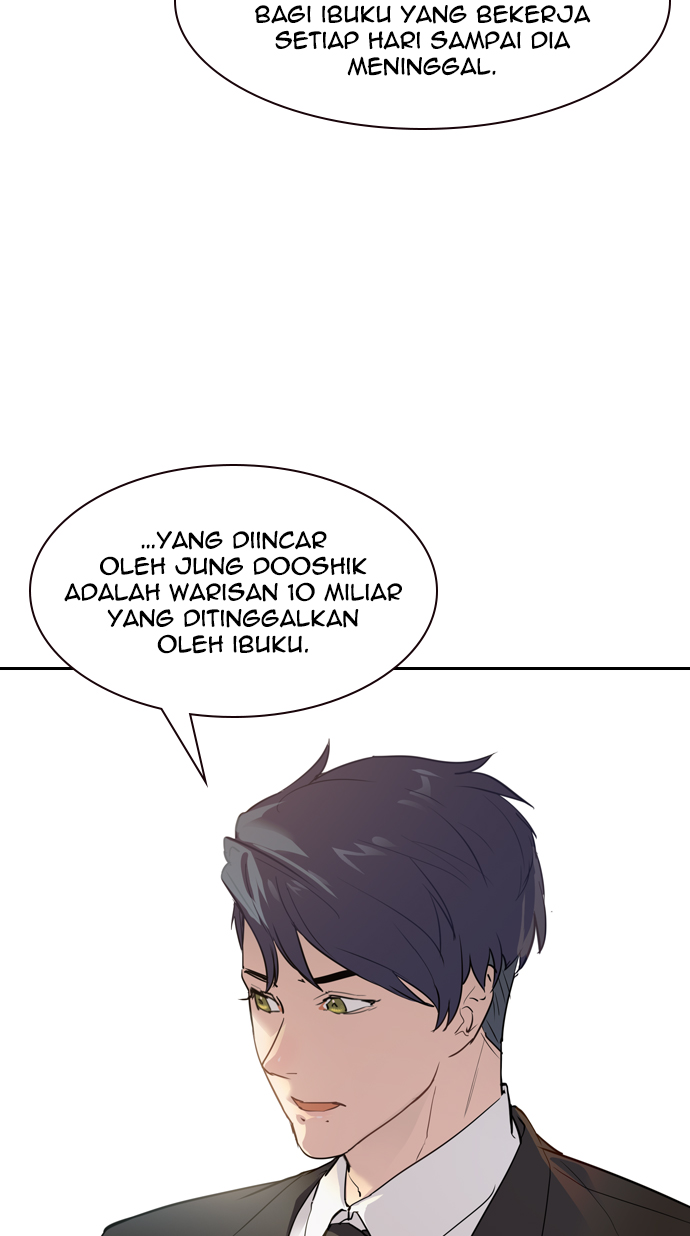 BAGI IBUKU YANG BEKERJA
SETIAP HARI SAMPAI DIA
MENINGGAL.
...YANG DIINCAR
OLEH JUNG DOOSHIK
ADALAH WARISAN 10 MILIAR
YANG DITINGGALKAN
OLEH IBUKU.